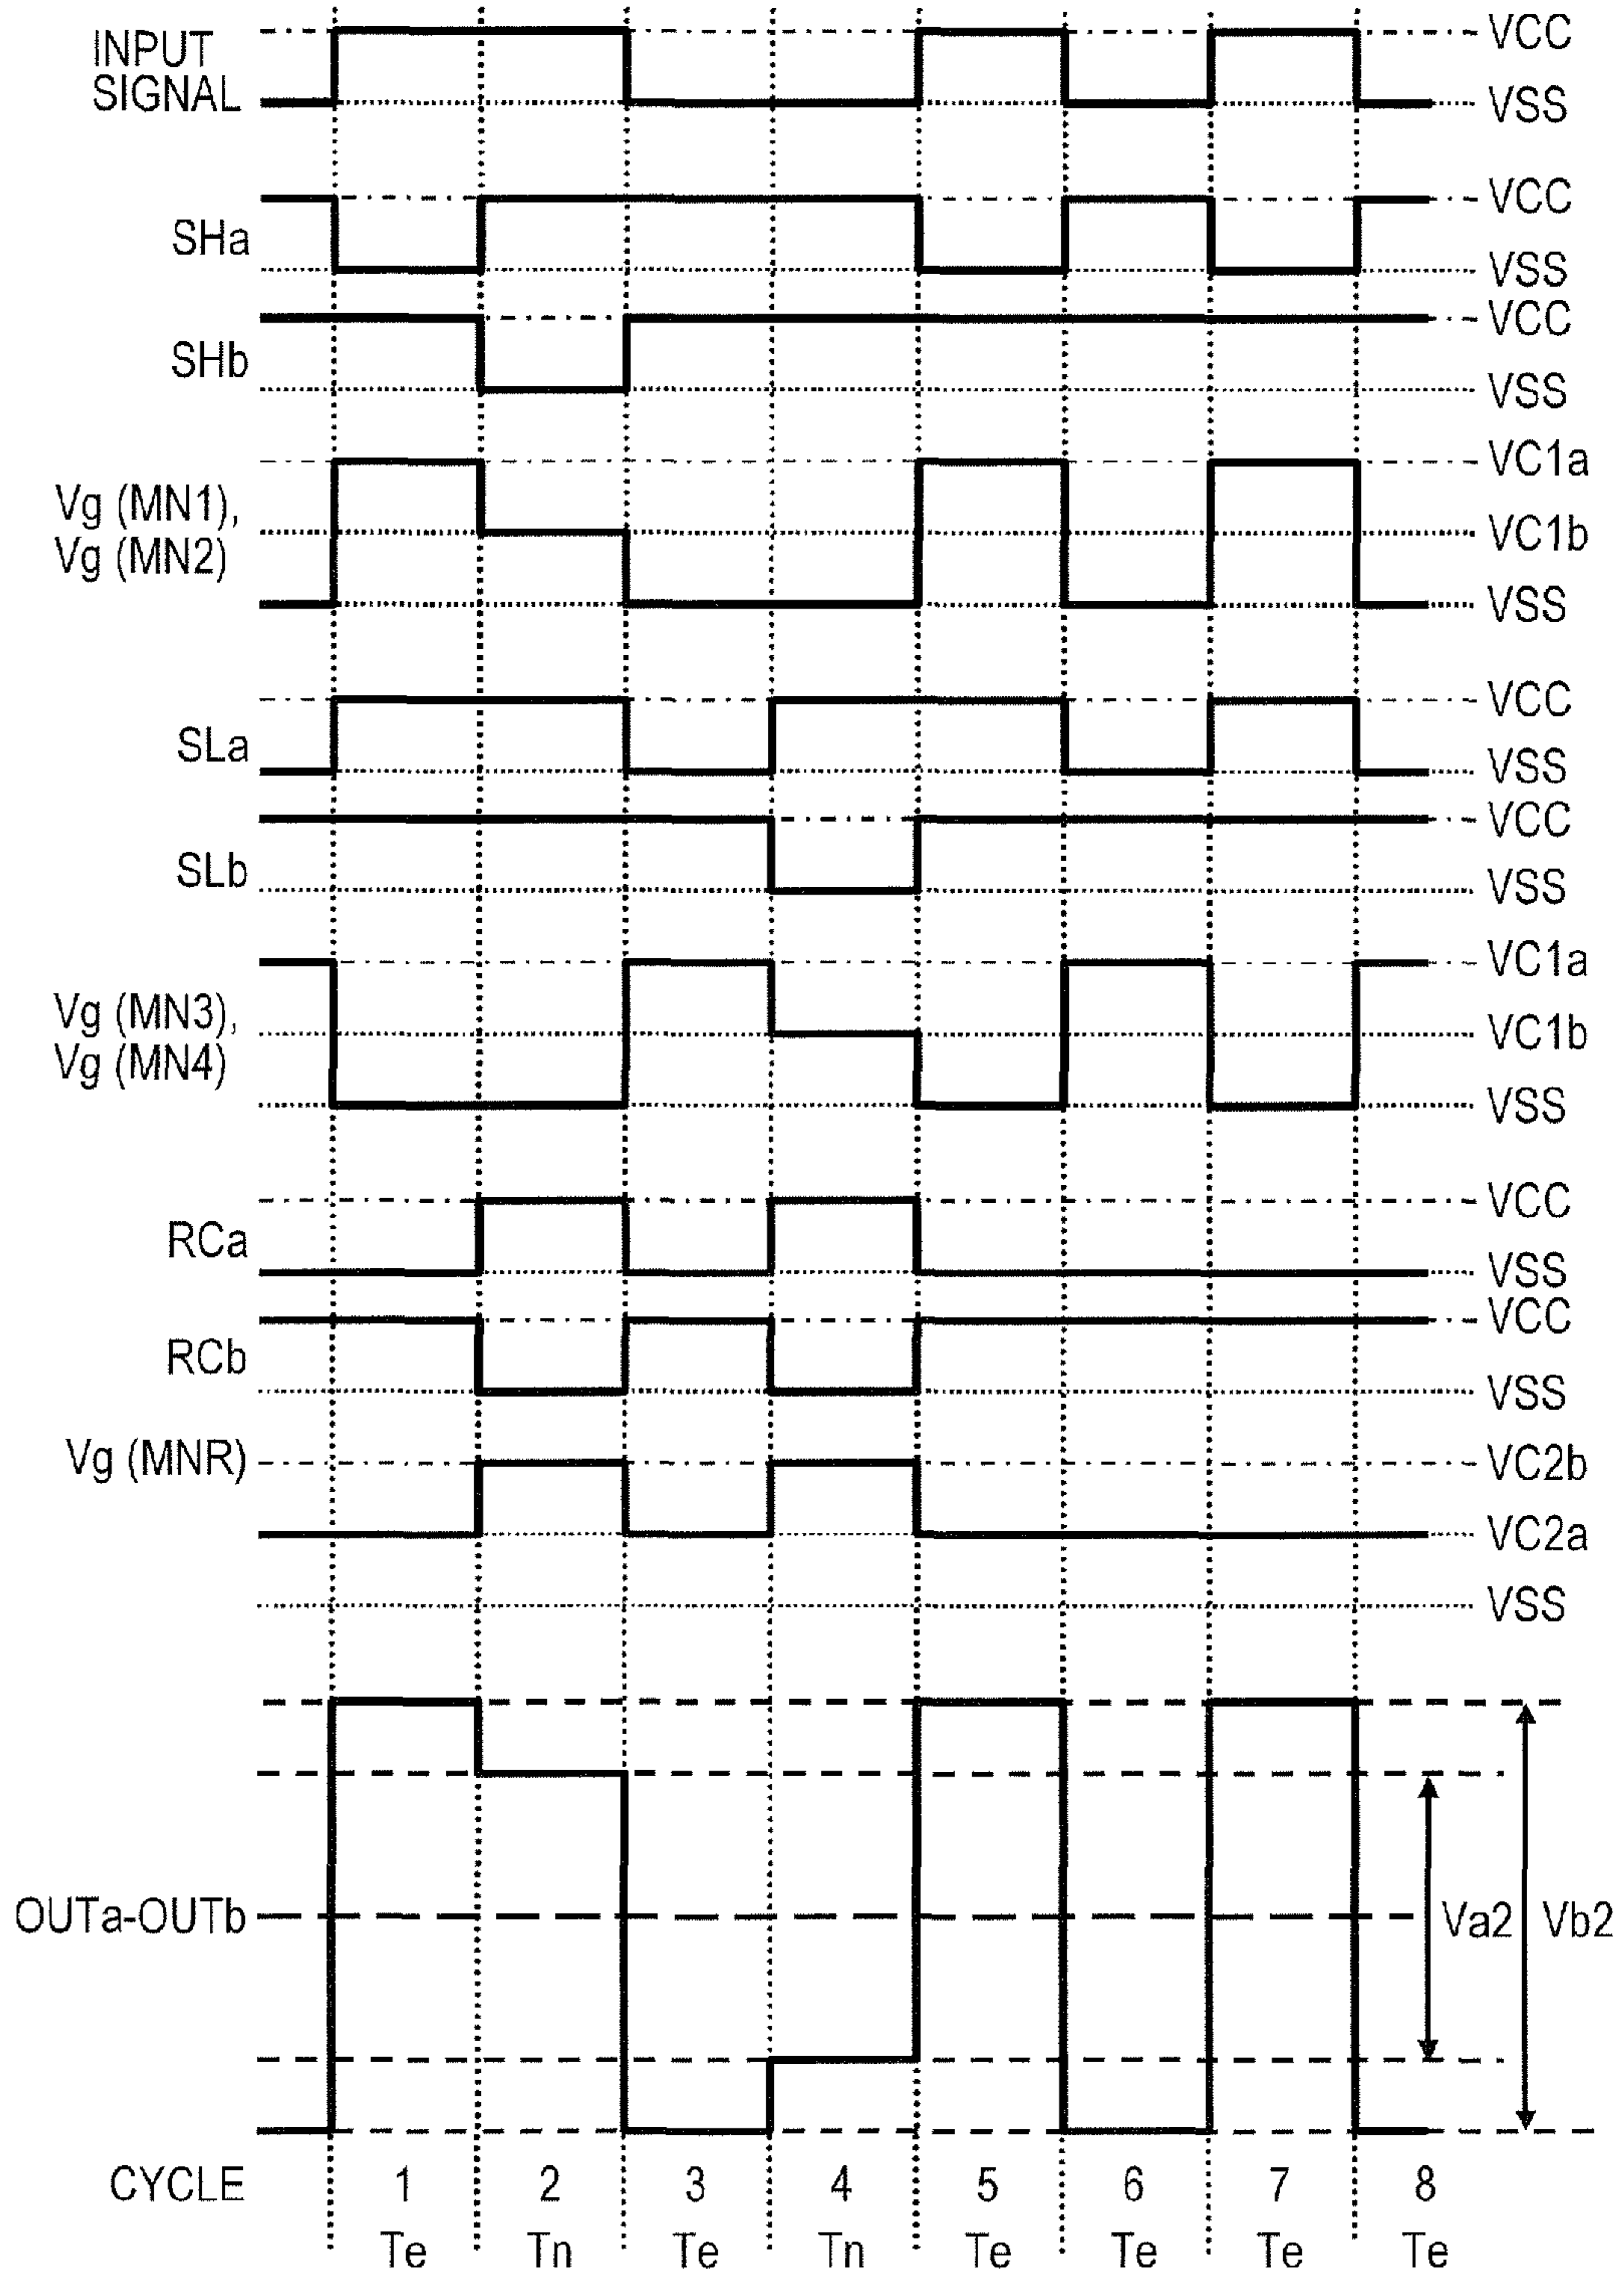 INPUT
SIGNAL
VCC
VSS
SHa
VCC
VSS
SHb
VCC
VSS
Vg (MN1),
Vg (MN2)
VC1a
VC1b
VSS
SLa
VCC
VSS
SLb
VCC
VSS
Vg (MN3),
Vg (MN4)
VC1a
VC1b
VSS
RCa
VCC
VSS
RCb
VCC
VSS
Vg (MNR)
VC2b
VC2a
VSS
OUTa-OUTb
Va2
Vb2
CYCLE 1 2 3 4 5 6 7 8
Te Tn Te Tn Te Te Te Te